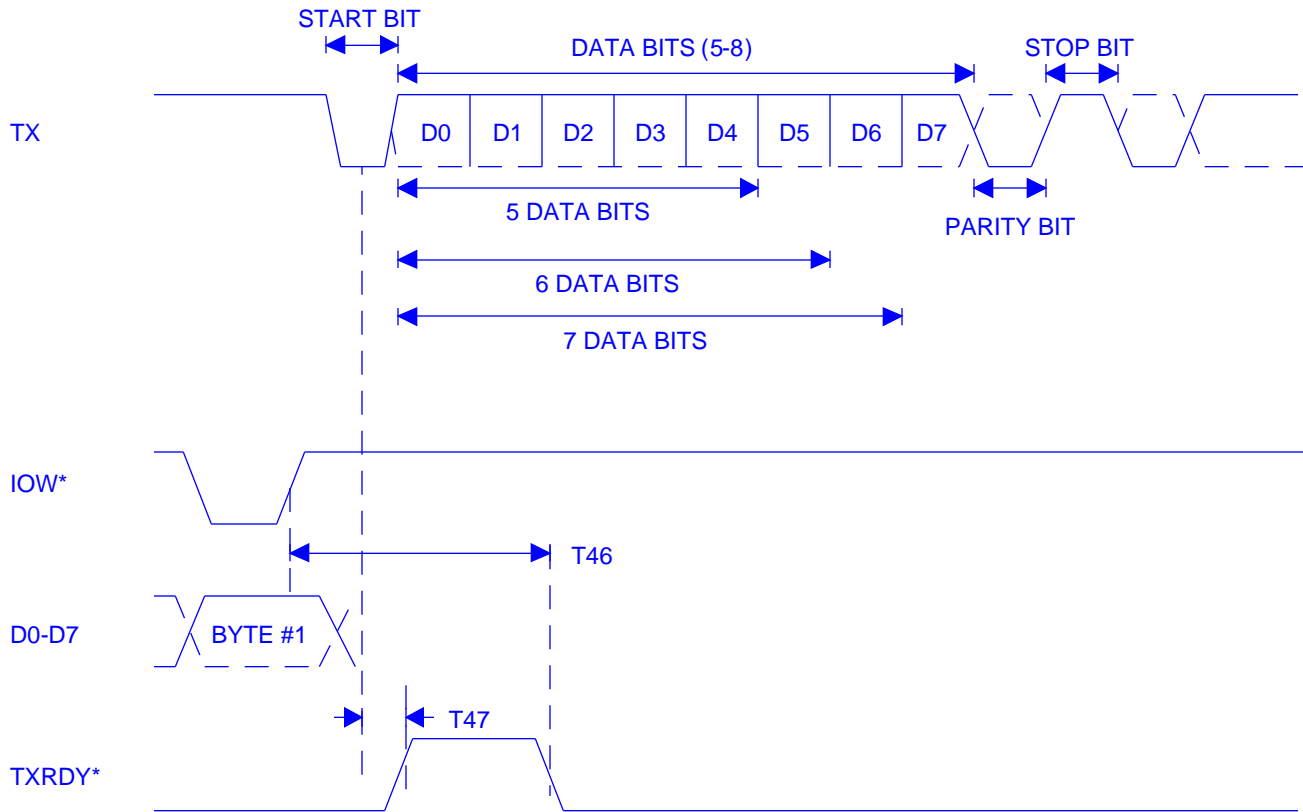 START BIT
DATA BITS (5-8)
STOP BIT
TX
D0 D1 D2 D3 D4 D5 D6 D7
5 DATA BITS
PARITY BIT
6 DATA BITS
7 DATA BITS
IOW*
T46
D0-D7
BYTE #1
T47
TXRDY*